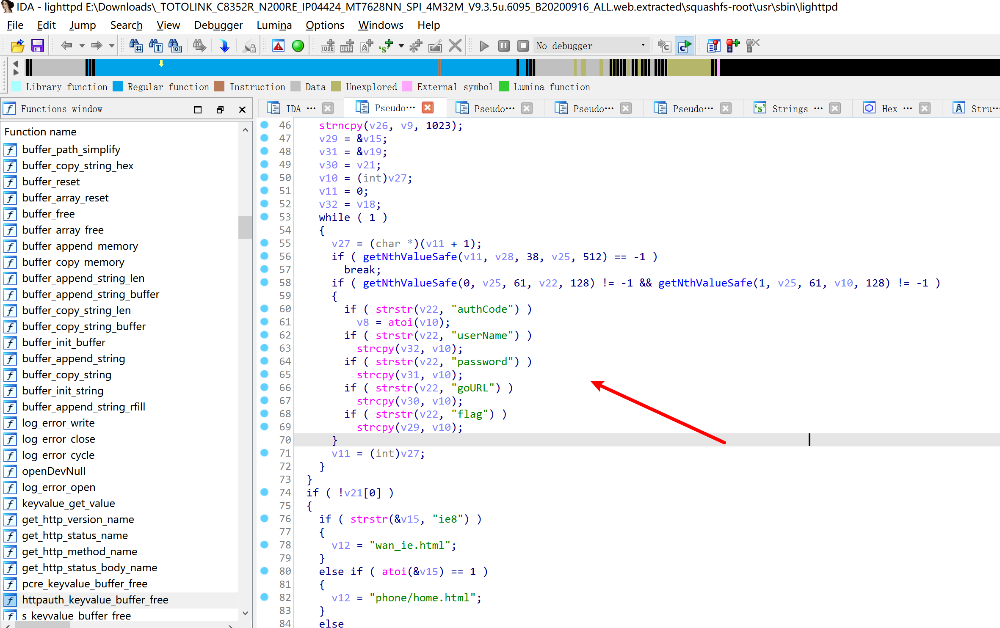 IDA - lighttpd E:\Downloads\_TOTOLINK_C8352R_N200RE_IP04424_MT7628NN_SPI_4M32M_V9.3.5u.6095_B20200916_ALL.web.extracted\squashfs-root\usr\sbin\lighttpd
File Edit Jump Search View Debugger Lumina Options Windows Help
No debugger
Library function Regular function Instruction Data Unexplored External symbol Lumina function
Functions window
IDA ··· Pseudo··· Pseudo··· Pseudo··· Pseudo··· Strings ··· Hex ··· Stru···
Function name
buffer_path_simplify
buffer_copy_string_hex
buffer_reset
buffer_array_reset
buffer_free
buffer_array_free
buffer_append_memory
buffer_copy_memory
buffer_append_string_len
buffer_append_string_buffer
buffer_copy_string_len
buffer_copy_string_buffer
buffer_init_buffer
buffer_append_string
buffer_copy_string
buffer_init_string
buffer_append_string_rfill
log_error_write
log_error_close
log_error_cycle
openDevNull
log_error_open
keyvalue_get_value
get_http_version_name
get_http_status_name
get_http_method_name
get_http_status_body_name
pcre_keyvalue_buffer_free
httpauth_keyvalue_buffer_free
s_keyvalue_buffer_free
46 strncpy(v26, v9, 1023);
47 v29 = &v15;
48 v31 = &v19;
49 v30 = v21;
50 v10 = (int)v27;
51 v11 = 0;
52 v32 = v18;
53 while ( 1 )
54 {
55 v27 = (char *)(v11 + 1);
56 if ( getNthValueSafe(v11, v28, 38, v25, 512) == -1 )
57 break;
58 if ( getNthValueSafe(0, v25, 61, v22, 128) != -1 && getNthValueSafe(1, v25, 61, v10, 128) != -1 )
59 {
60 if ( strstr(v22, "authCode") )
61 v8 = atoi(v10);
62 if ( strstr(v22, "userName") )
63 strcpy(v32, v10);
64 if ( strstr(v22, "password") )
65 strcpy(v31, v10);
66 if ( strstr(v22, "goURL") )
67 strcpy(v30, v10);
68 if ( strstr(v22, "flag") )
69 strcpy(v29, v10);
70 }
71 v11 = (int)v27;
72 }
73 }
74 if ( !v21[0] )
75 {
76 if ( strstr(&v15, "ie8") )
77 {
78 v12 = "wan_ie.html";
79 }
80 else if ( atoi(&v15) == 1 )
81 {
82 v12 = "phone/home.html";
83 }
84 else